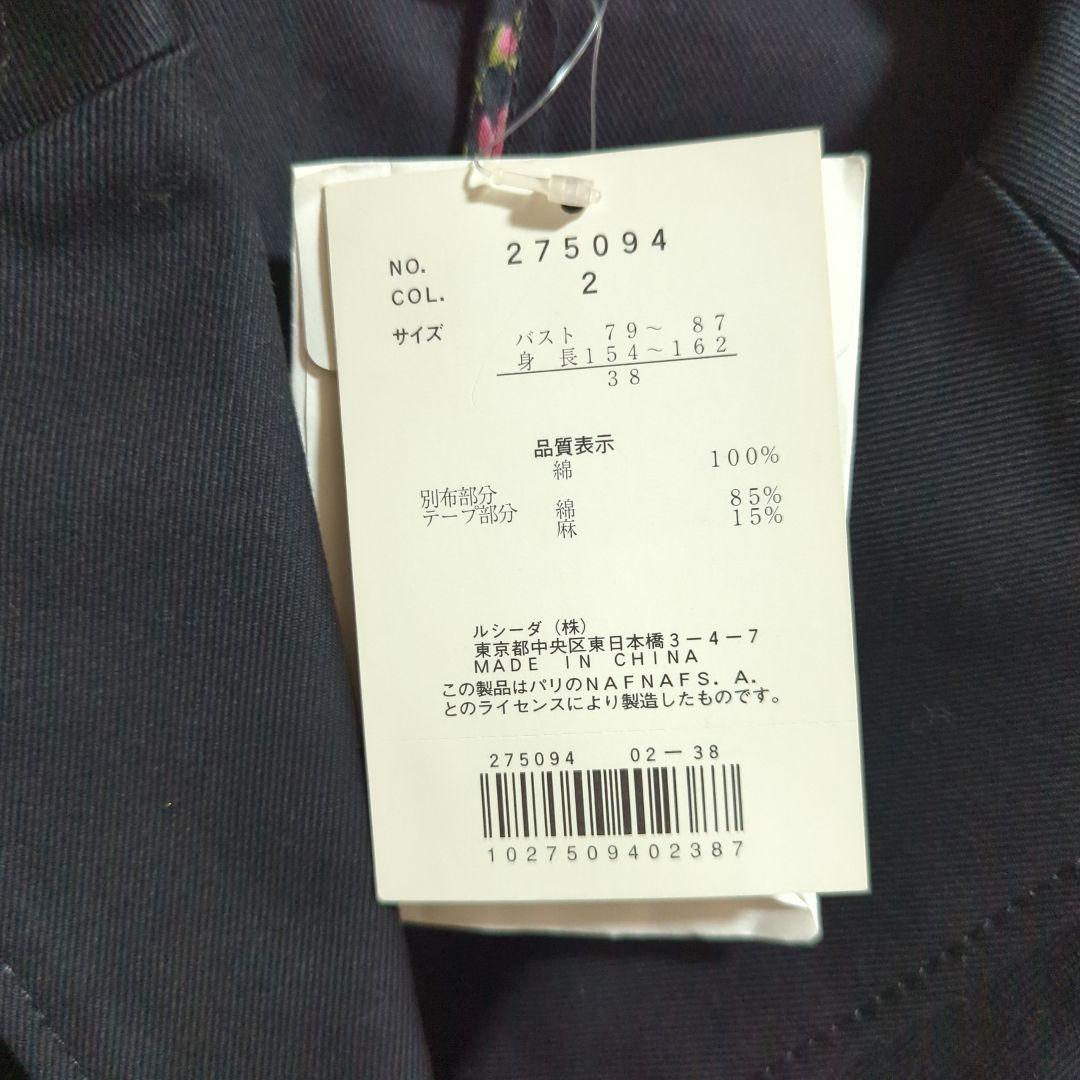 NO. 275094
COL. 2
サイズ バスト 79～ 87
身 長154～162
38
品質表示
綿 100%
別布部分
テープ部分 綿 85%
麻 15%
ルシーダ（株）
東京都中央区東日本橋3－4－7
MADE IN CHINA
この製品はパリのNAFNAFS. A.
とのライセンスにより製造したものです。
275094 02－38
1027509402387